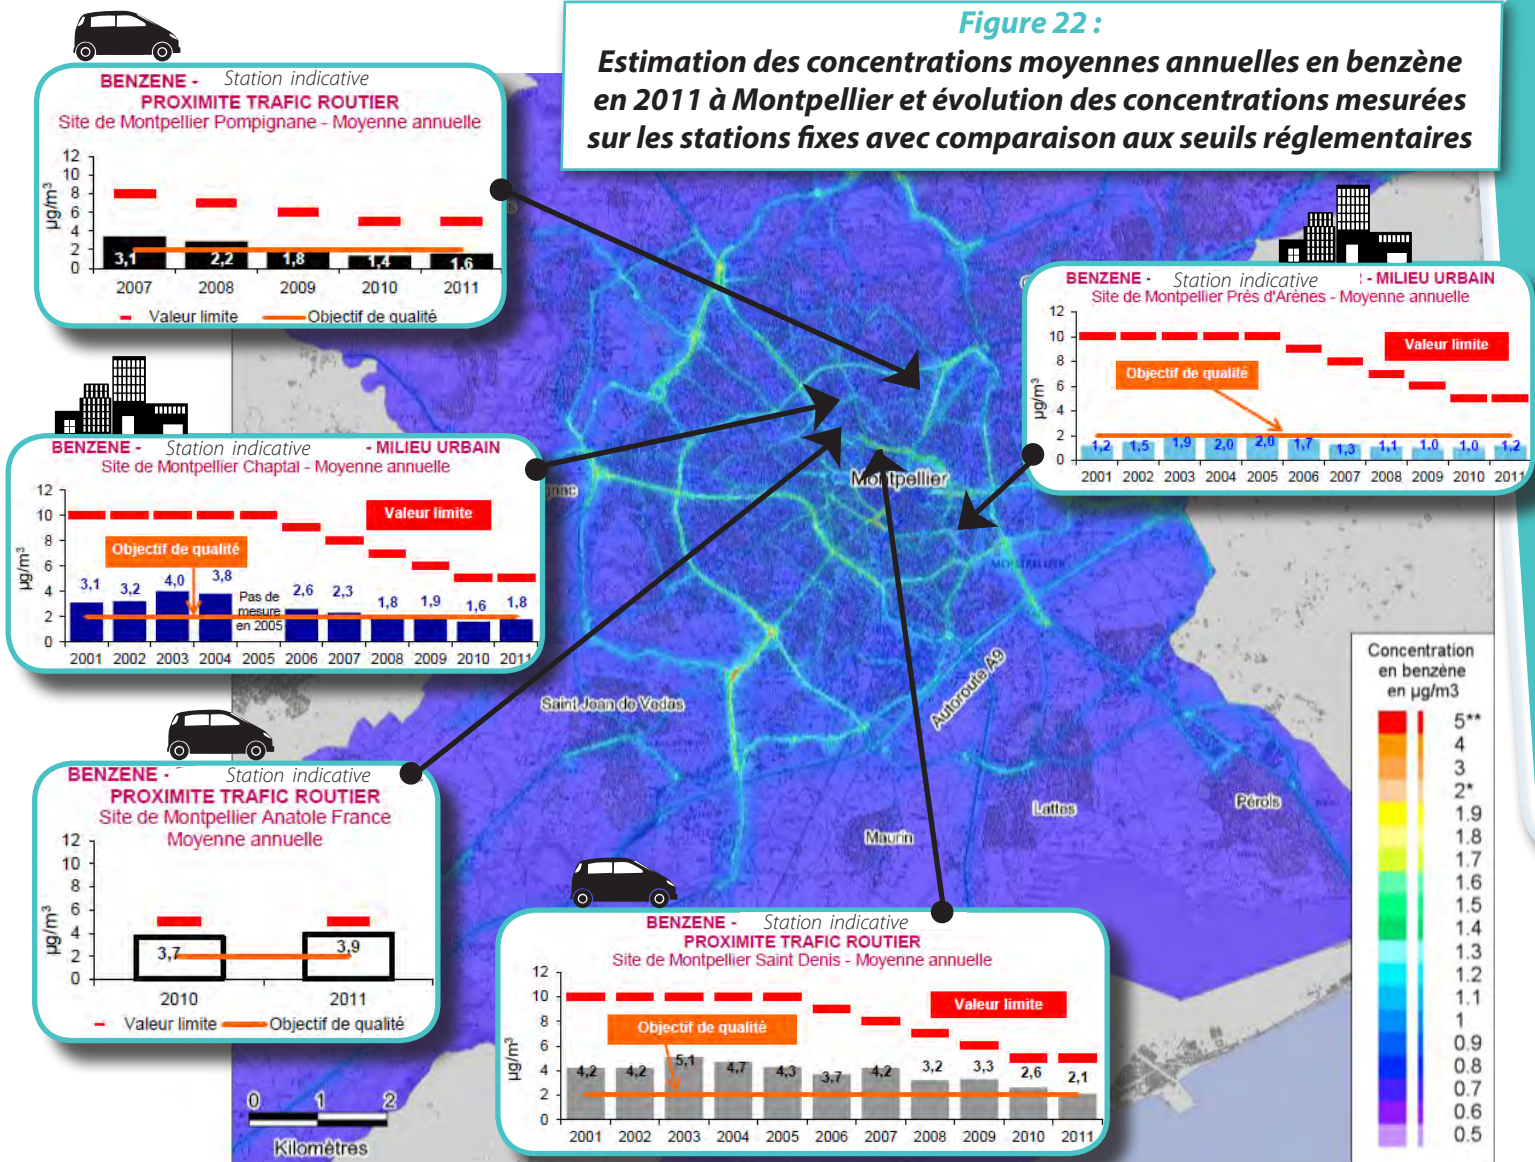 Figure 22 :
Estimation des concentrations moyennes annuelles en benzène
en 2011 à Montpellier et évolution des concentrations mesurées
sur les stations fixes avec comparaison aux seuils réglementaires
BENZENE - Station indicative
PROXIMITE TRAFIC ROUTIER
Site de Montpellier Pompignane - Moyenne annuelle
µg/m³
12
10
8
6
4
2
0
3,1 2,2 1,8 1,4 1,6
2007 2008 2009 2010 2011
Valeur limite Objectif de qualité
BENZENE - Station indicative - MILIEU URBAIN
Site de Montpellier Prés d'Arènes - Moyenne annuelle
µg/m³
12
10
8
6
4
2
0
Valeur limite
Objectif de qualité
1,2 1,5 1,9 2,0 2,0 1,7 1,3 1,1 1,0 1,0 1,2
2001 2002 2003 2004 2005 2006 2007 2008 2009 2010 2011
BENZENE - Station indicative - MILIEU URBAIN
Site de Montpellier Chaptal - Moyenne annuelle
µg/m³
12
10
8
6
4
2
0
Valeur limite
Objectif de qualité
3,1 3,2 4,0 3,8 2,6 2,3 1,8 1,9 1,6 1,8
Pas de
mesure
en 2005
2001 2002 2003 2004 2005 2006 2007 2008 2009 2010 2011
gnac
Montpellier
MONTPELLIER
Saint Jean de Vedas
Autoroute A9
Lattes
Pérols
Maurin
BENZENE - Station indicative
PROXIMITE TRAFIC ROUTIER
Site de Montpellier Anatole France
Moyenne annuelle
µg/m³
12
10
8
6
4
2
0
3,7 3,9
2010 2011
Valeur limite Objectif de qualité
BENZENE - Station indicative
PROXIMITE TRAFIC ROUTIER
Site de Montpellier Saint Denis - Moyenne annuelle
µg/m³
12
10
8
6
4
2
0
Valeur limite
Objectif de qualité
4,2 4,2 5,1 4,7 4,3 3,7 4,2 3,2 3,3 2,6 2,1
2001 2002 2003 2004 2005 2006 2007 2008 2009 2010 2011
Concentration
en benzène
en µg/m3
5**
4
3
2*
1.9
1.8
1.7
1.6
1.5
1.4
1.3
1.2
1.1
1
0.9
0.8
0.7
0.6
0.5
0 1 2
Kilomètres